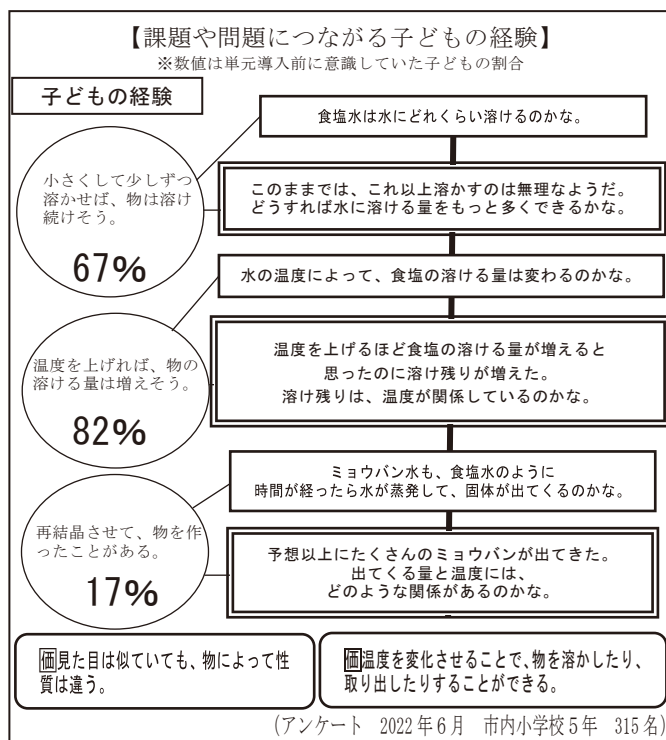 【課題や問題につながる子どもの経験】
※数値は単元導入前に意識していた子どもの割合
子どもの経験
食塩水は水にどれくらい溶けるのかな。
小さくして少しずつ
溶かせば、物は溶け
続けそう。
67%
このままでは、これ以上溶かすのは無理なようだ。
どうすれば水に溶ける量をもっと多くできるかな。
水の温度によって、食塩の溶ける量は変わるのかな。
温度を上げれば、物の
溶ける量は増えそう。
82%
温度を上げるほど食塩の溶ける量が増えると
思ったのに溶け残りが増えた。
溶け残りは、温度が関係しているのかな。
ミョウバン水も、食塩水のように
時間が経ったら水が蒸発して、固体が出てくるのかな。
再結晶させて、物を作
ったことがある。
17%
予想以上にたくさんのミョウバンが出てきた。
出てくる量と温度には、
どのような関係があるのかな。
価見た目は似ていても、物によって性
質は違う。
価温度を変化させることで、物を溶かしたり、
取り出したりすることができる。
(アンケート 2022年6月 市内小学校5年 315名)